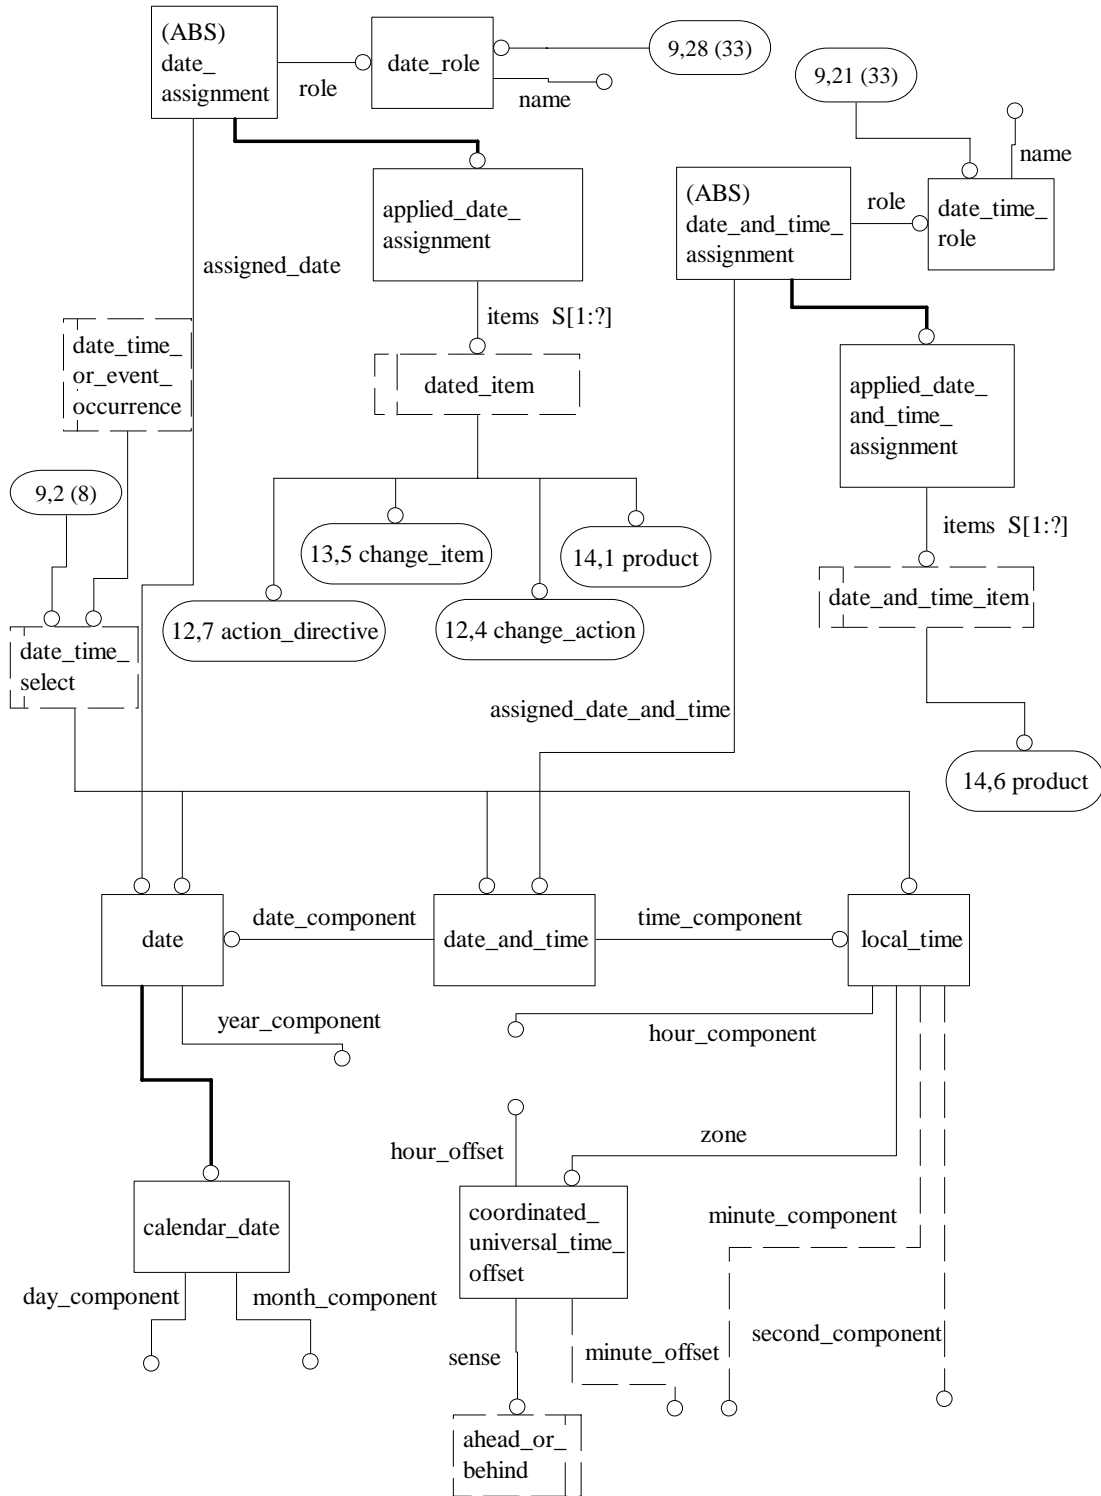 (ABS)
date_
assignment
role
date_role
name
9,28 (33)
9,21 (33)
name
applied_date_
assignment
(ABS)
date_and_time_
assignment
role
date_time_
role
assigned_date
items S[1:?]
date_time_
or_event_
occurrence
dated_item
applied_date_
and_time_
assignment
9,2 (8)
items S[1:?]
13,5 change_item
14,1 product
12,7 action_directive
12,4 change_action
date_and_time_item
date_time_
select
assigned_date_and_time
14,6 product
date
date_component
date_and_time
time_component
local_time
year_component
hour_component
hour_offset
zone
calendar_date
coordinated_
universal_time_
offset
minute_component
day_component
month_component
sense
minute_offset
second_component
ahead_or_
behind